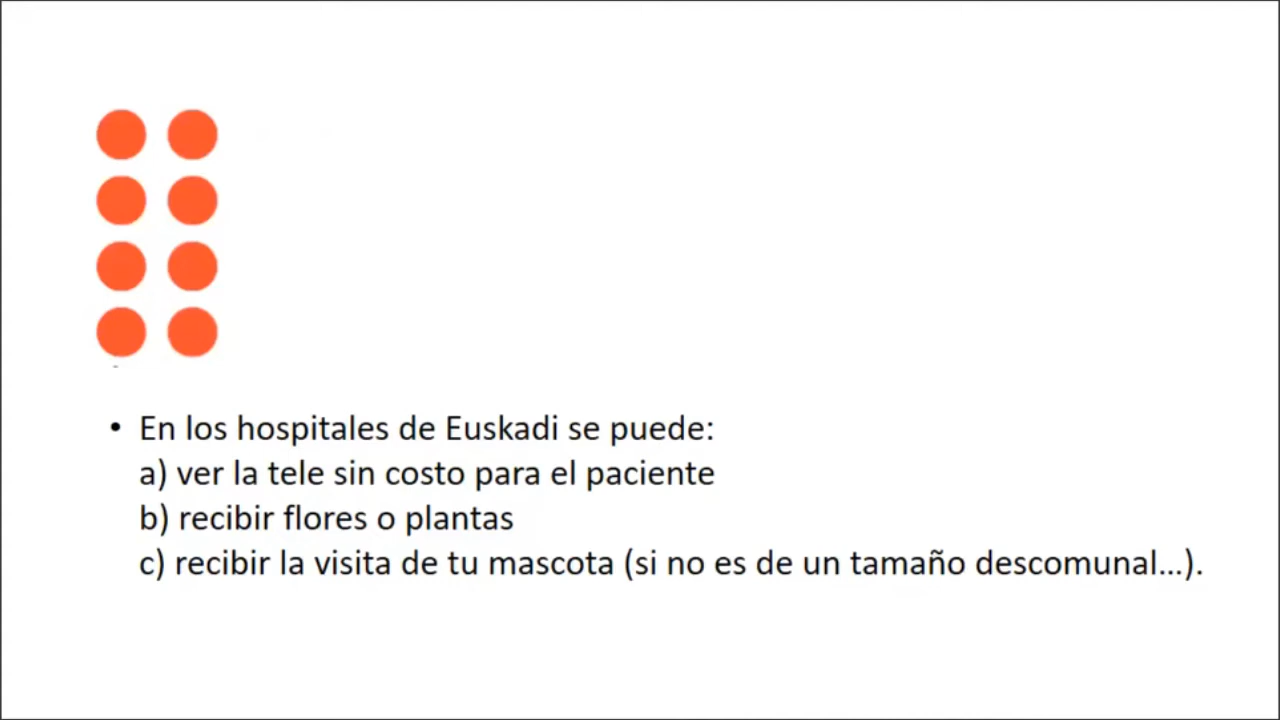 • En los hospitales de Euskadi se puede:
a) ver la tele sin costo para el paciente
b) recibir flores o plantas
c) recibir la visita de tu mascota (si no es de un tamaño descomunal...).